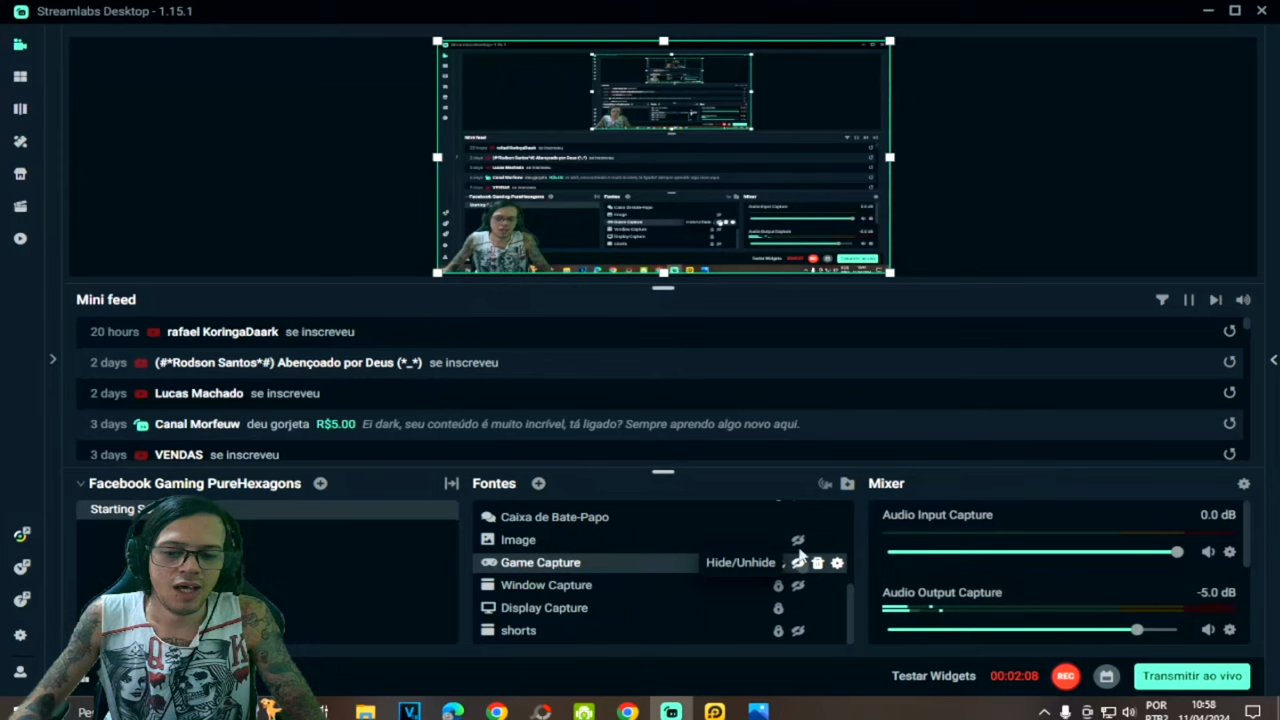 Streamlabs Desktop - 1.15.1
Mini feed
20 hours rafael KoringaDaark se inscreveu
2 days (#*Rodson Santos*#) Abençoado por Deus (*_*) se inscreveu
2 days Lucas Machado se inscreveu
3 days Canal Morfeuw deu gorjeta R$5.00 Ei dark, seu conteúdo é muito incrível, tá ligado? Sempre aprendo algo novo aqui.
3 days VENDAS se inscreveu
Facebook Gaming PureHexagons
Starting
Fontes
Caixa de Bate-Papo
Image
Game Capture
Hide/Unhide
Window Capture
Display Capture
shorts
Mixer
Audio Input Capture 0.0 dB
Audio Output Capture -5.0 dB
Testar Widgets 00:02:08 REC Transmitir ao vivo
POR
PTB2
10:58
11/04/2024